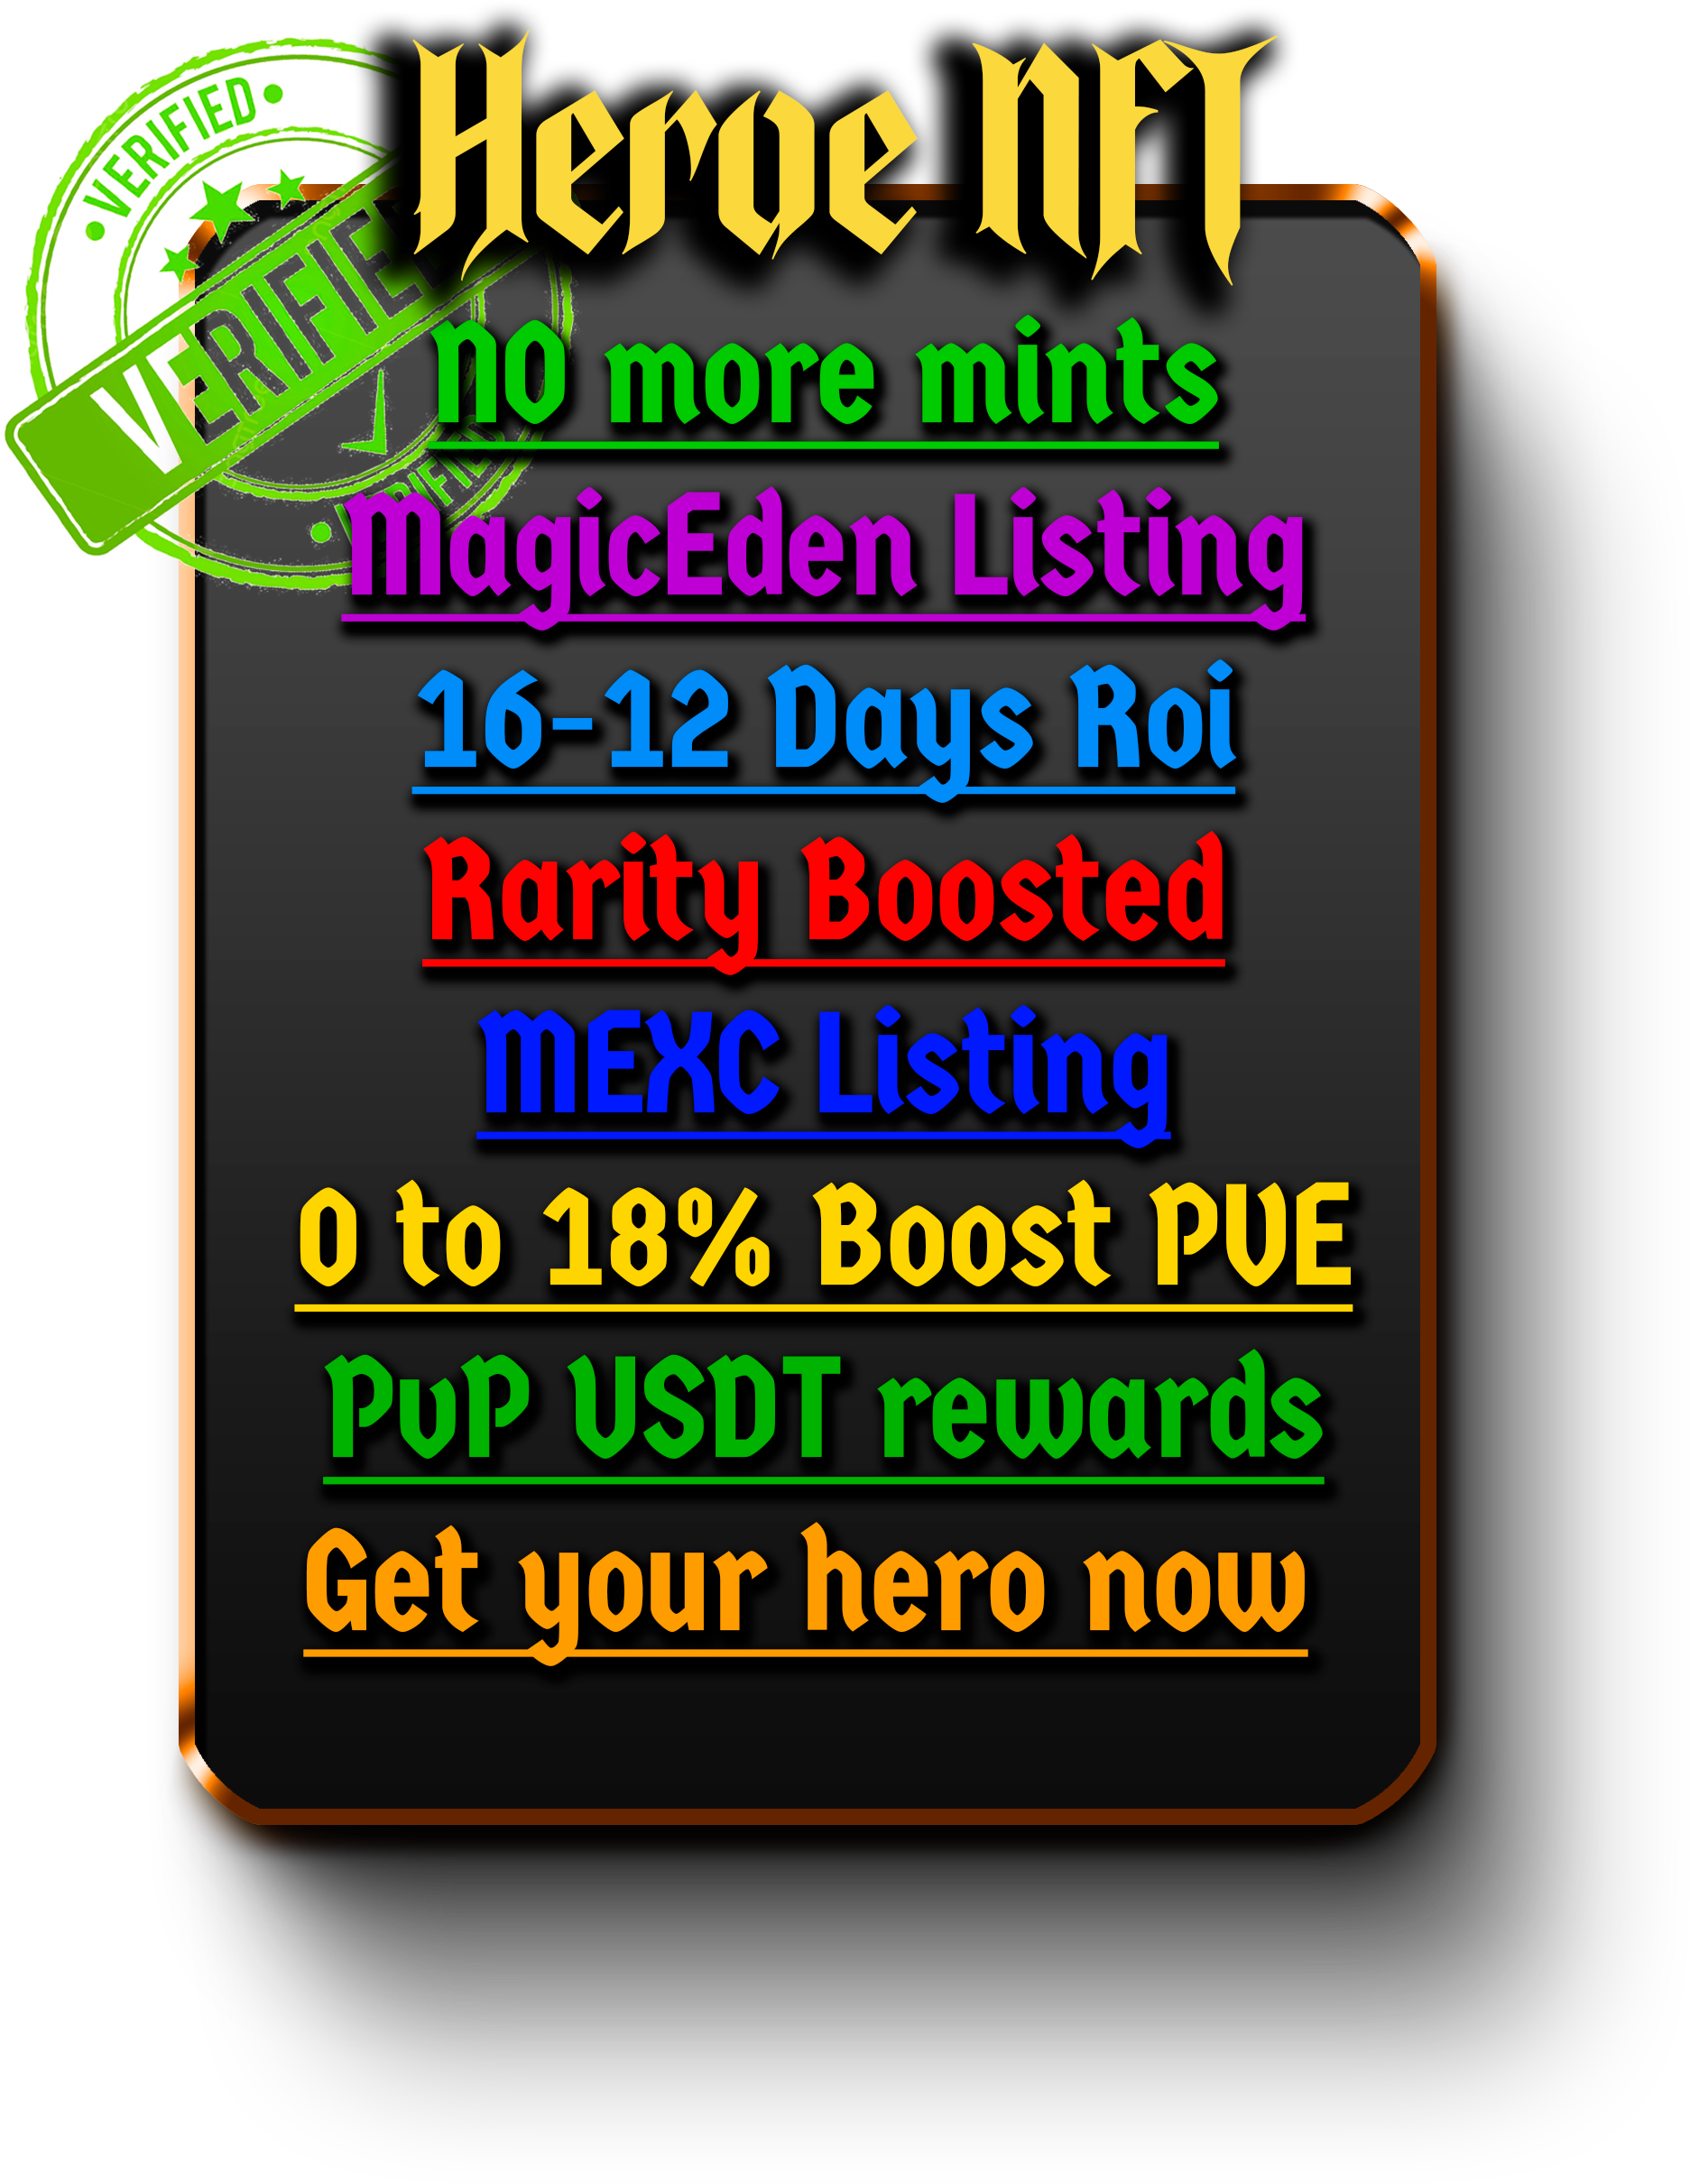 Heroe NFT
VERIFIED
VERIFIED
VERIFIED
NO more mints
MagicEden Listing
16-12 Days Roi
Rarity Boosted
MEXC Listing
0 to 18% Boost PVE
PvP USDT rewards
Get your hero now